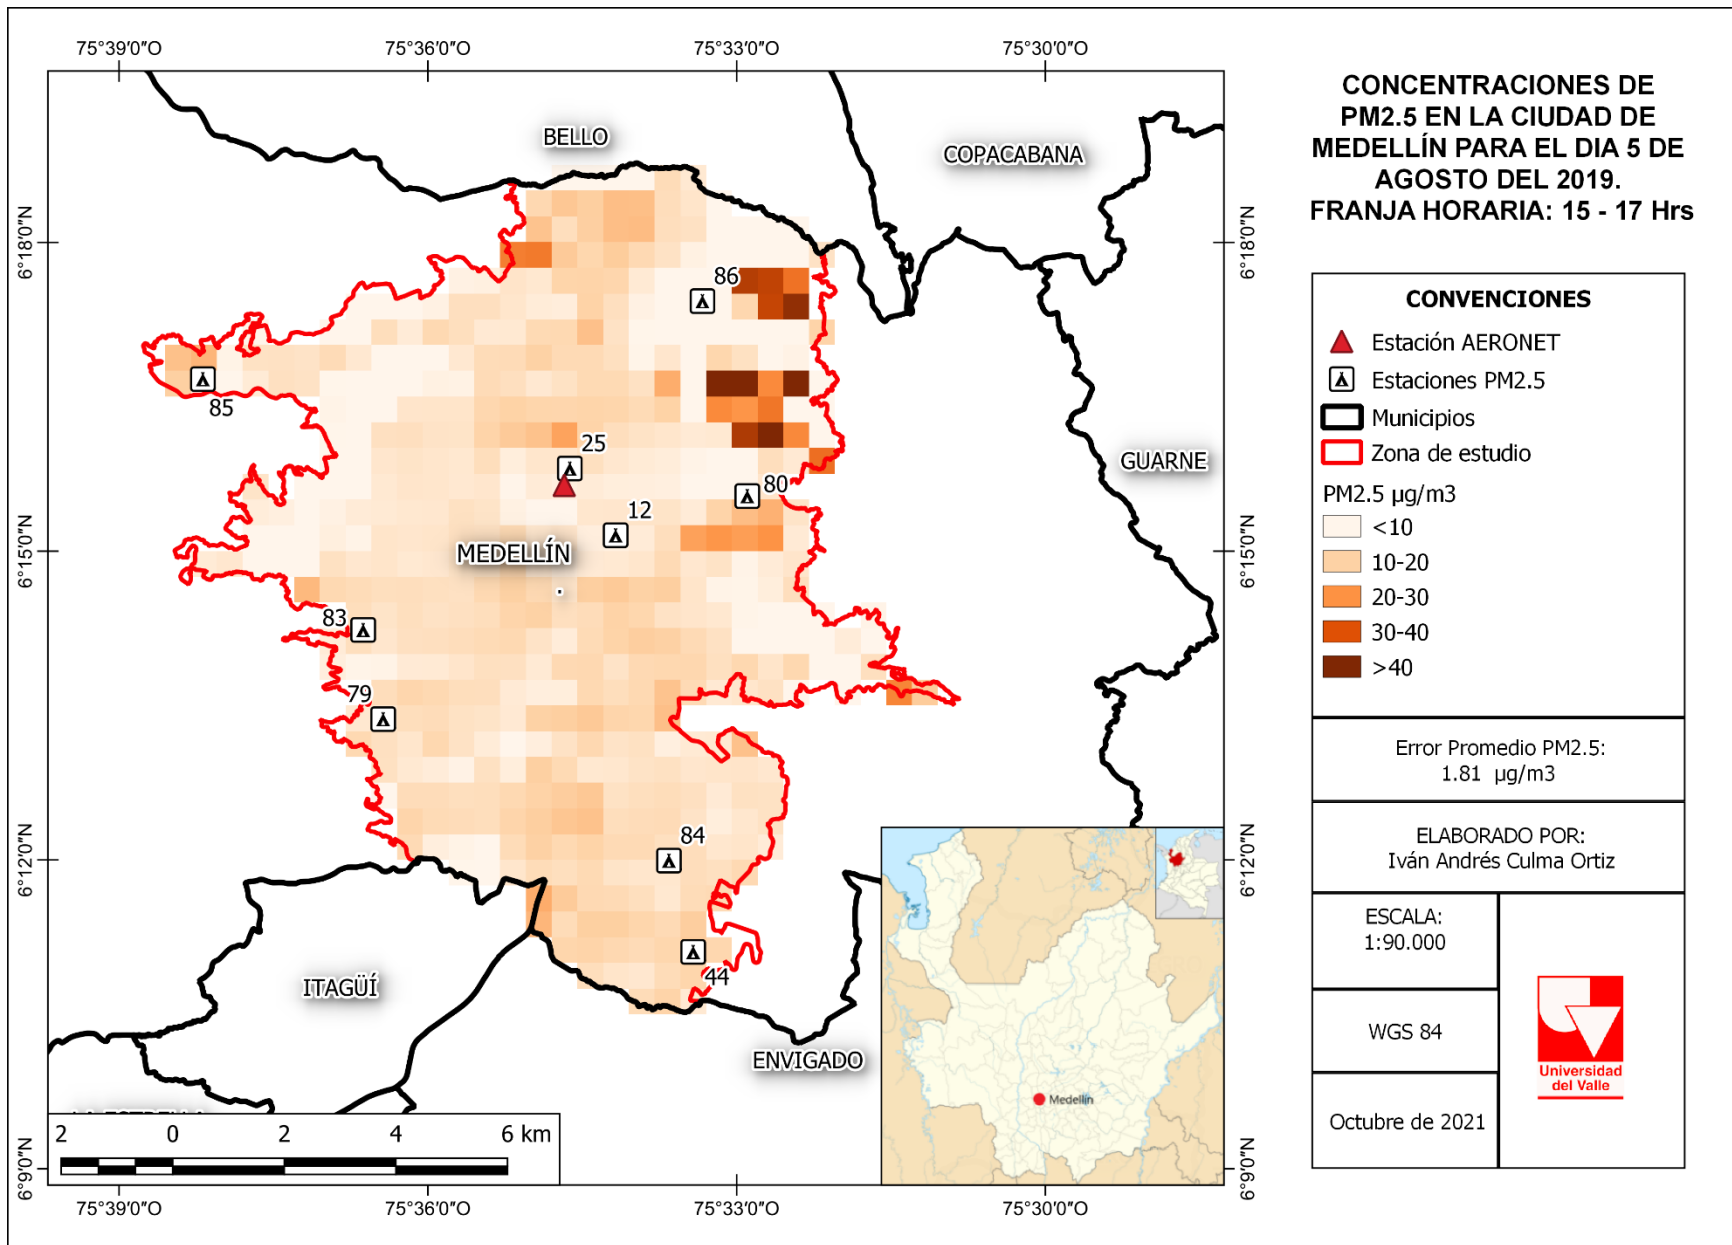 75°39'0"O
75°36'0"O
75°33'0"O
75°30'0"O
6°18'0"N
6°15'0"N
6°12'0"N
6°9'0"N
6°18'0"N
6°15'0"N
6°12'0"N
6°9'0"N
BELLO
COPACABANA
86
85
25
GUARNE
80
12
MEDELLÍN
83
79
84
44
ITAGÜÍ
ENVIGADO
Medellín
2 0 2 4 6 km
75°39'0"O
75°36'0"O
75°33'0"O
75°30'0"O
CONCENTRACIONES DE
PM2.5 EN LA CIUDAD DE
MEDELLÍN PARA EL DIA 5 DE
AGOSTO DEL 2019.
FRANJA HORARIA: 15 - 17 Hrs
CONVENCIONES
Estación AERONET
Estaciones PM2.5
Municipios
Zona de estudio
PM2.5 µg/m3
<10
10-20
20-30
30-40
>40
Error Promedio PM2.5:
1.81 µg/m3
ELABORADO POR:
Iván Andrés Culma Ortiz
ESCALA:
1:90.000
WGS 84
Octubre de 2021
Universidad
del Valle